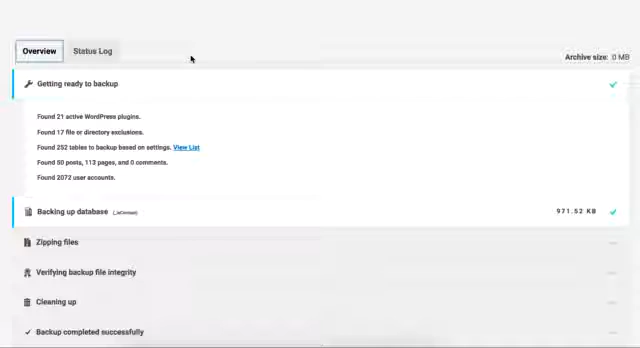 Overview
Status Log
Archive size: 0 MB
Getting ready to backup
Found 21 active WordPress plugins.
Found 17 file or directory exclusions.
Found 252 tables to backup based on settings. View List
Found 50 posts, 113 pages, and 0 comments.
Found 2072 user accounts.
Backing up database
971.52 KB
Zipping files
Verifying backup file integrity
Cleaning up
Backup completed successfully